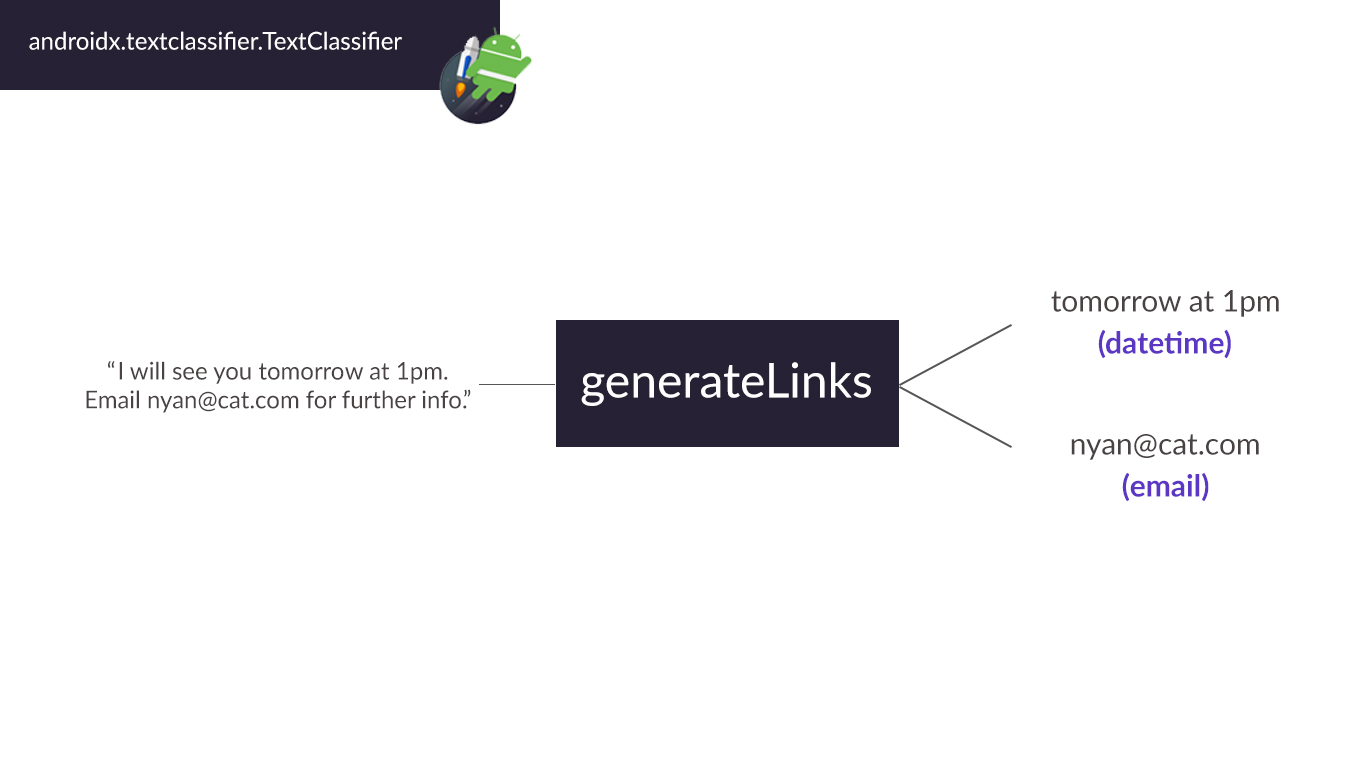 androidx.textclassifier.TextClassifier
“I will see you tomorrow at 1pm.
Email nyan@cat.com for further info.”
generateLinks
tomorrow at 1pm
(datetime)
nyan@cat.com
(email)